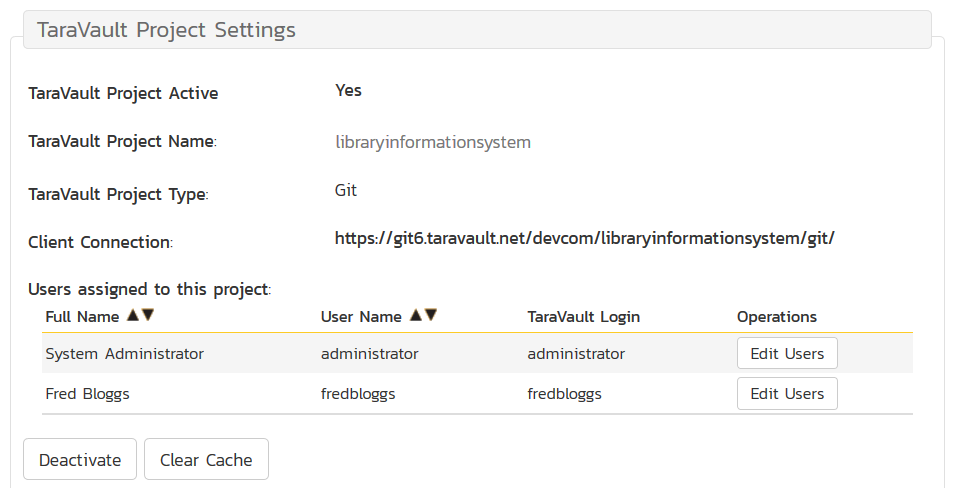 TaraVault Project Settings
TaraVault Project Active Yes
TaraVault Project Name: libraryinformationsystem
TaraVault Project Type: Git
Client Connection: https://git6.taravault.net/devcom/libraryinformationsystem/git/
Users assigned to this project:
Full Name ▲▼ User Name ▲▼ TaraVault Login Operations
System Administrator administrator administrator Edit Users
Fred Bloggs fredbloggs fredbloggs Edit Users
Deactivate Clear Cache